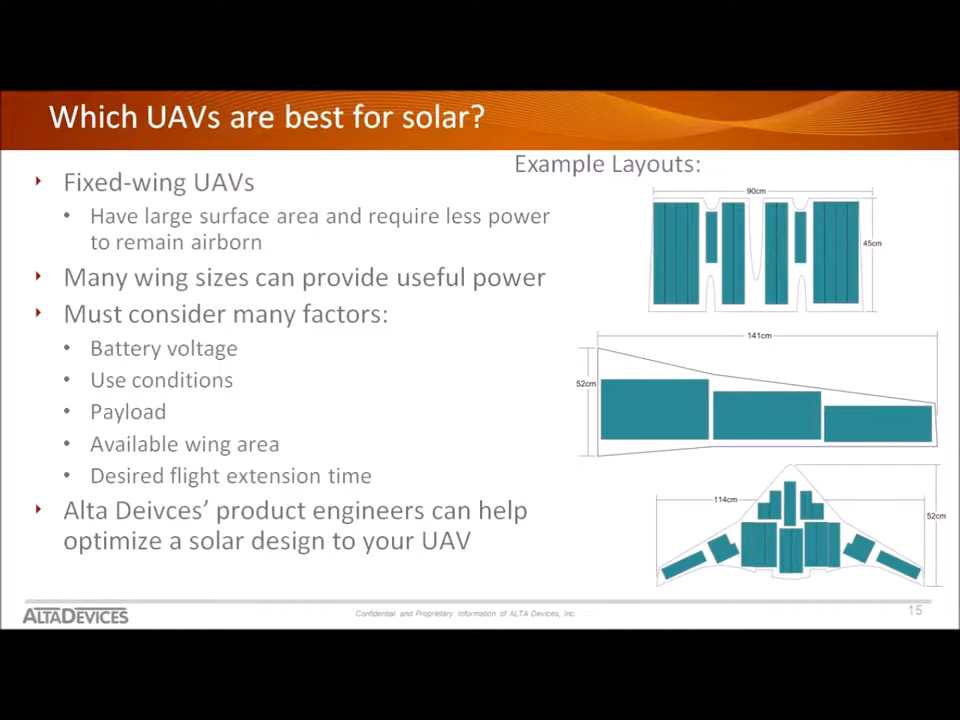 Which UAVs are best for solar?
Example Layouts:
Fixed-wing UAVs
• Have large surface area and require less power
to remain airborn
Many wing sizes can provide useful power
Must consider many factors:
• Battery voltage
• Use conditions
• Payload
• Available wing area
• Desired flight extension time
Alta Deivces’ product engineers can help
optimize a solar design to your UAV
90cm
45cm
141cm
52cm
114cm
52cm
ALTADEVICES
Confidential and Proprietary Information of ALTA Devices, Inc
15